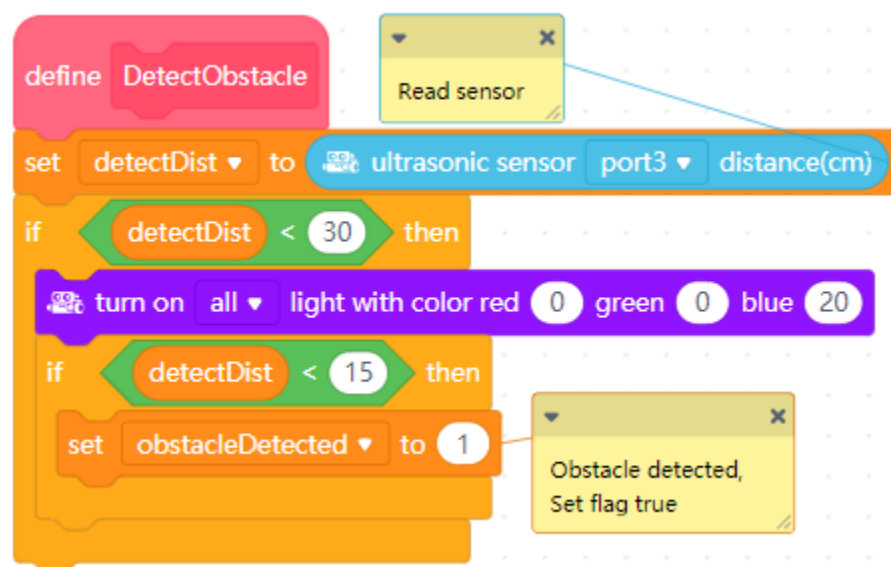 define DetectObstacle
Read sensor
set detectDist to ultrasonic sensor port3 distance(cm)
if detectDist < 30 then
turn on all light with color red 0 green 0 blue 20
if detectDist < 15 then
set obstacleDetected to 1
Obstacle detected,
Set flag true